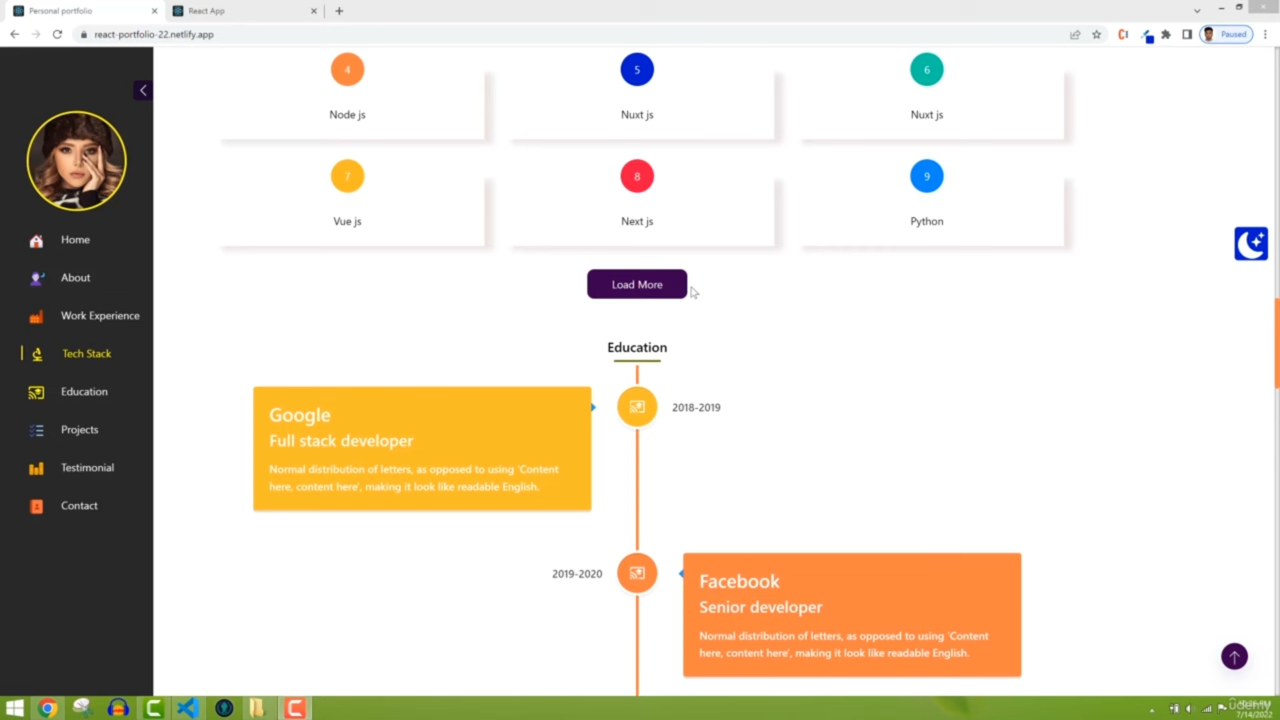 Personal portfolio
React App
react-portfolio-22.netlify.app
Paused
4
5
6
Node js
Nuxt js
Nuxt js
7
8
9
Vue js
Next js
Python
Home
About
Work Experience
Tech Stack
Education
Projects
Testimonial
Contact
Load More
Education
Google
Full stack developer
Normal distribution of letters, as opposed to using 'Content
here, content here', making it look like readable English.
2018-2019
2019-2020
Facebook
Senior developer
Normal distribution of letters, as opposed to using 'Content
here, content here', making it look like readable English.
udemy
7/14/2022